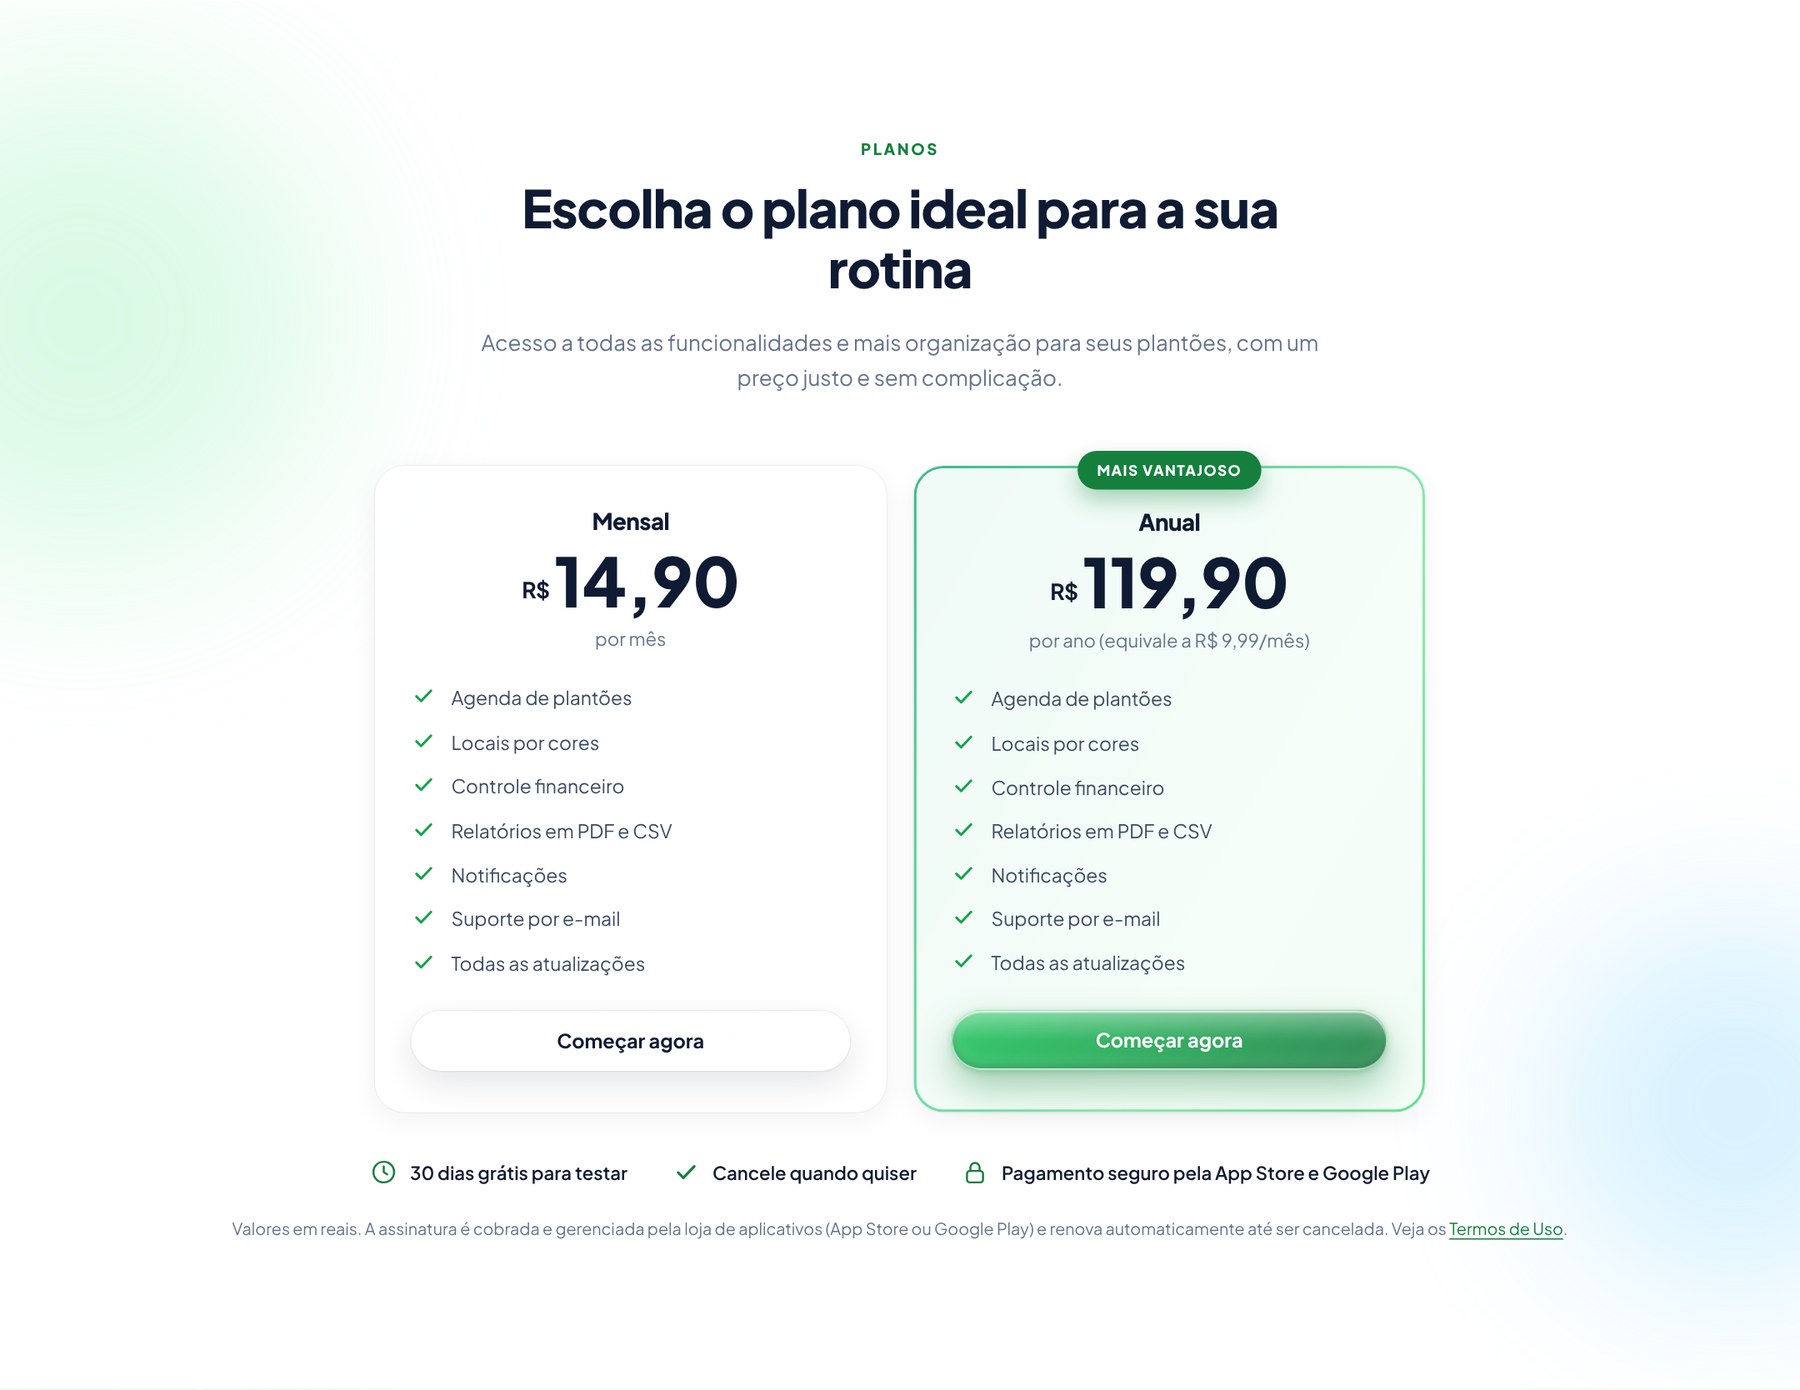 PLANOS
Escolha o plano ideal para a sua
rotina
Acesso a todas as funcionalidades e mais organização para seus plantões, com um
preço justo e sem complicação.
Mensal
R$ 14,90
por mês
Agenda de plantões
Locais por cores
Controle financeiro
Relatórios em PDF e CSV
Notificações
Suporte por e-mail
Todas as atualizações
Começar agora
MAIS VANTAJOSO
Anual
R$ 119,90
por ano (equivale a R$ 9,99/mês)
Agenda de plantões
Locais por cores
Controle financeiro
Relatórios em PDF e CSV
Notificações
Suporte por e-mail
Todas as atualizações
Começar agora
30 dias grátis para testar
Cancele quando quiser
Pagamento seguro pela App Store e Google Play
Valores em reais. A assinatura é cobrada e gerenciada pela loja de aplicativos (App Store ou Google Play) e renova automaticamente até ser cancelada. Veja os Termos de Uso.